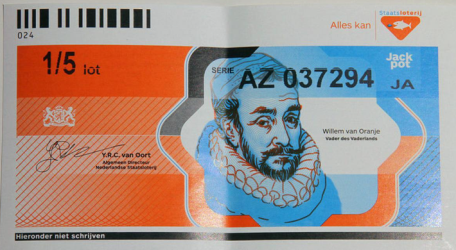 024
Alles kan
Staatsloterij
1/5 lot
SERIE AZ 037294 JA
Jack
pot
Willem van Oranje
Vader des Vaderlands
Y.R.C. van Oort
Algemeen Directeur
Nederlandse Staatsloterij
Hieronder niet schrijven